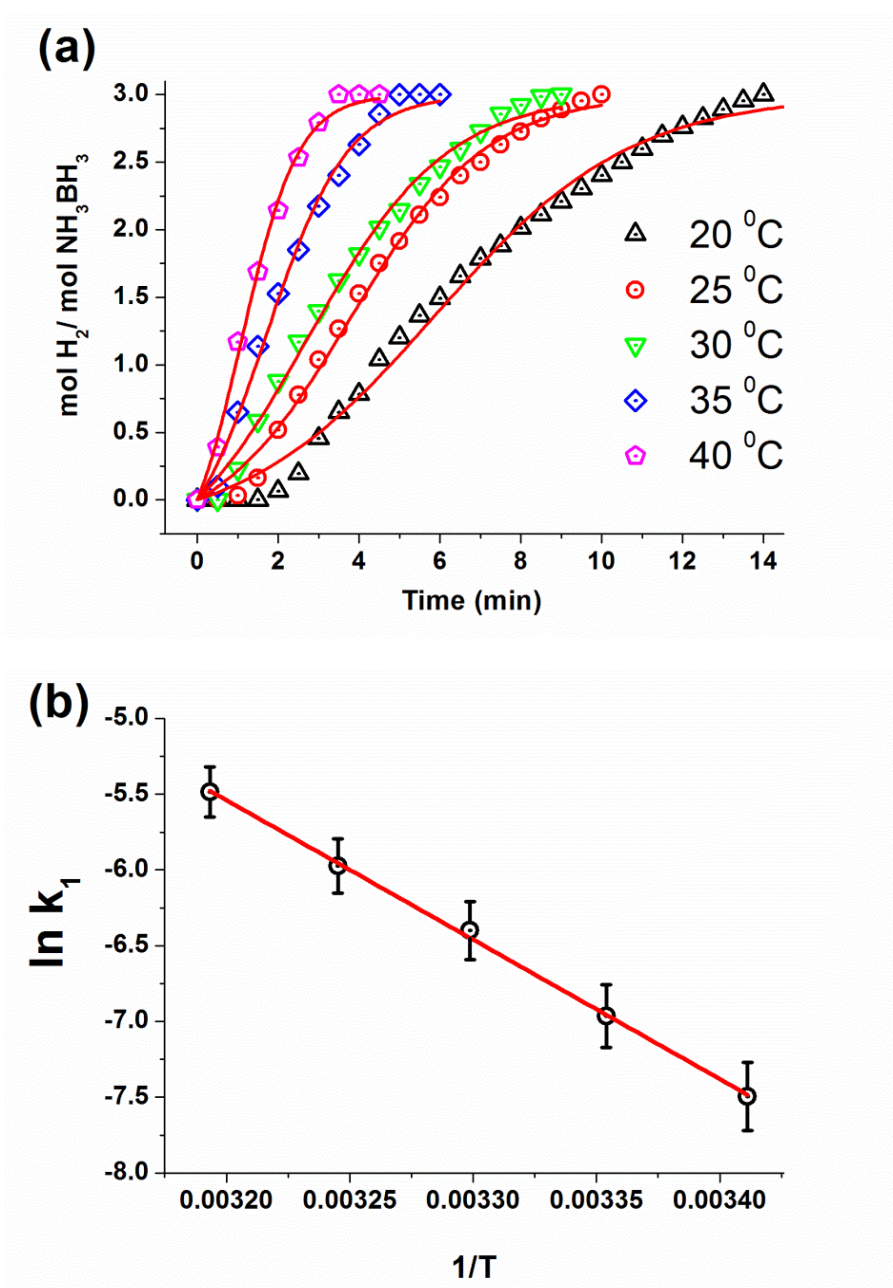 (a)
mol H₂/ mol NH₃ BH₃
3.0
2.5
2.0
1.5
1.0
0.5
0.0
20 ⁰C
25 ⁰C
30 ⁰C
35 ⁰C
40 ⁰C
0 2 4 6 8 10 12 14
Time (min)
(b)
ln k₁
-5.0
-5.5
-6.0
-6.5
-7.0
-7.5
-8.0
0.00320 0.00325 0.00330 0.00335 0.00340
1/T